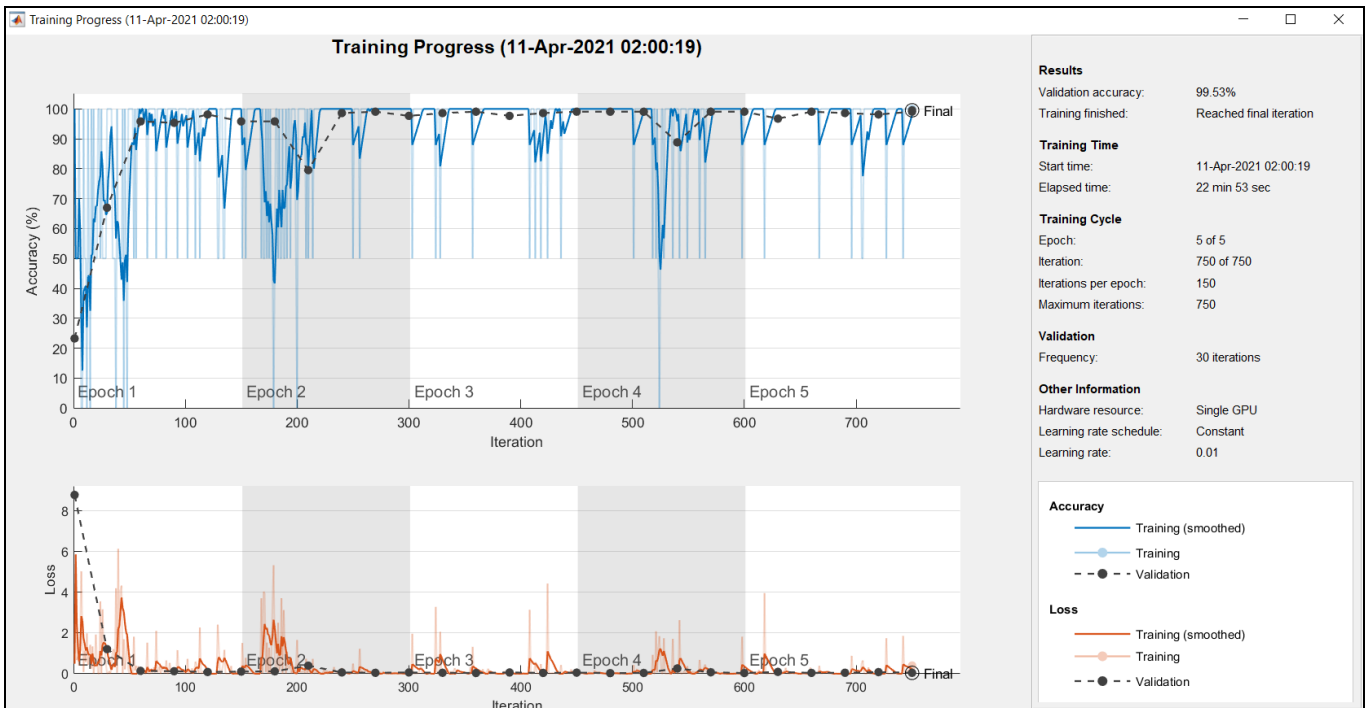 Training Progress (11-Apr-2021 02:00:19)
Training Progress (11-Apr-2021 02:00:19)
100
90
80
70
60
50
40
30
20
10
0
Accuracy (%)
Final
Epoch 1
Epoch 2
Epoch 3
Epoch 4
Epoch 5
0
100
200
300
400
500
600
700
Iteration
8
6
4
2
0
Loss
Final
Epoch 1
Epoch 2
Epoch 3
Epoch 4
Epoch 5
0
100
200
300
400
500
600
700
Iteration
Results
Validation accuracy: 99.53%
Training finished: Reached final iteration
Training Time
Start time: 11-Apr-2021 02:00:19
Elapsed time: 22 min 53 sec
Training Cycle
Epoch: 5 of 5
Iteration: 750 of 750
Iterations per epoch: 150
Maximum iterations: 750
Validation
Frequency: 30 iterations
Other Information
Hardware resource: Single GPU
Learning rate schedule: Constant
Learning rate: 0.01
Accuracy
Training (smoothed)
Training
Validation
Loss
Training (smoothed)
Training
Validation